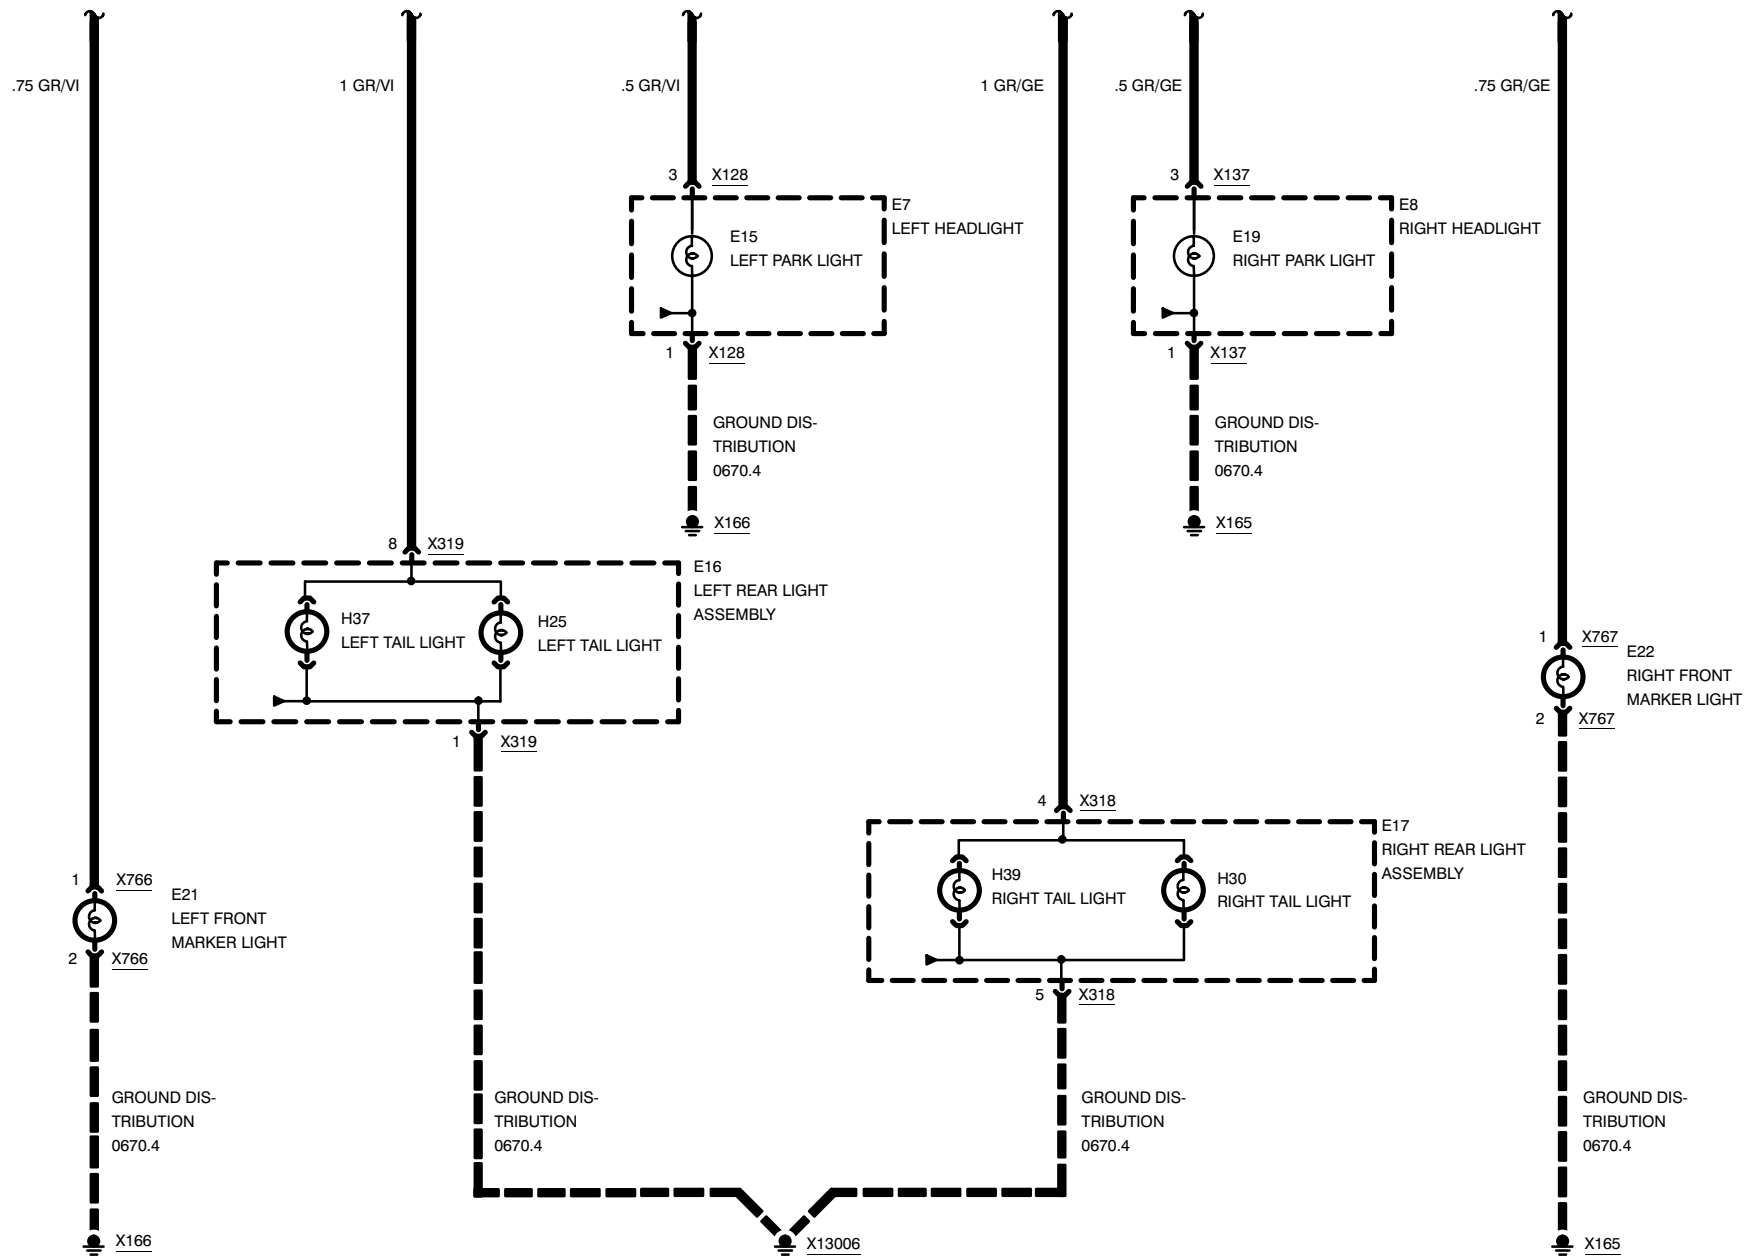 .75 GR/VI
1 GR/VI
.5 GR/VI
1 GR/GE
.5 GR/GE
.75 GR/GE
3 X128
E7
LEFT HEADLIGHT
E15
LEFT PARK LIGHT
1 X128
GROUND DIS-
TRIBUTION
0670.4
X166
3 X137
E8
RIGHT HEADLIGHT
E19
RIGHT PARK LIGHT
1 X137
GROUND DIS-
TRIBUTION
0670.4
X165
8 X319
E16
LEFT REAR LIGHT
ASSEMBLY
H37
LEFT TAIL LIGHT
H25
LEFT TAIL LIGHT
1 X319
1 X767
E22
RIGHT FRONT
MARKER LIGHT
2 X767
4 X318
E17
RIGHT REAR LIGHT
ASSEMBLY
H39
RIGHT TAIL LIGHT
H30
RIGHT TAIL LIGHT
5 X318
1 X766
E21
LEFT FRONT
MARKER LIGHT
2 X766
GROUND DIS-
TRIBUTION
0670.4
GROUND DIS-
TRIBUTION
0670.4
GROUND DIS-
TRIBUTION
0670.4
GROUND DIS-
TRIBUTION
0670.4
X166
X13006
X165